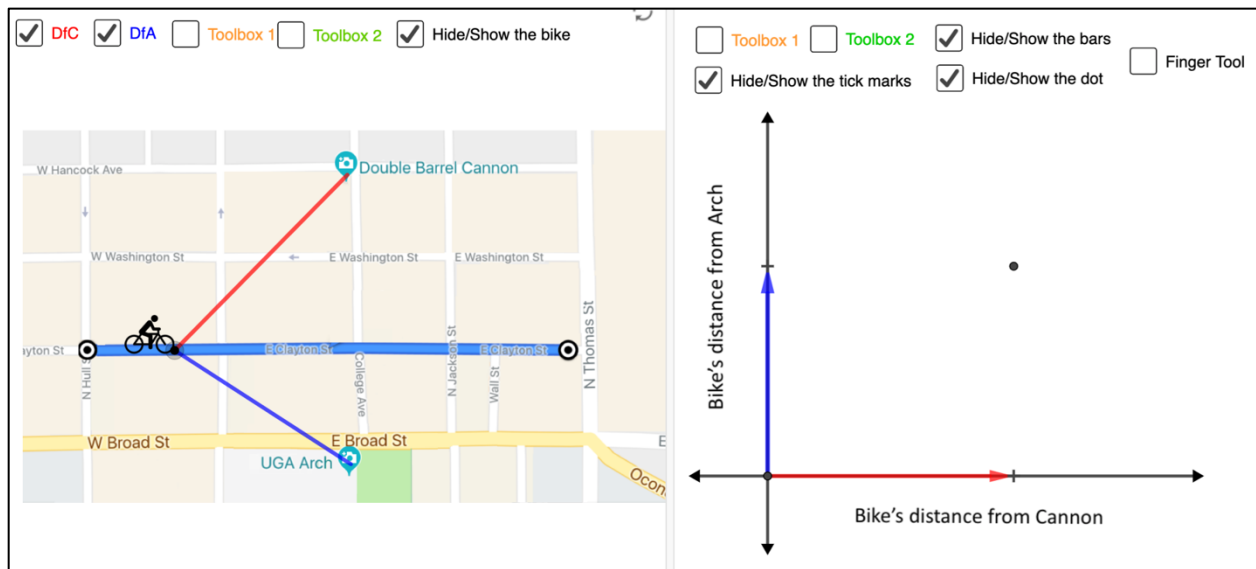 DfC DfA Toolbox 1 Toolbox 2 Hide/Show the bike
W Hancock Ave
Double Barrel Cannon
W Washington St
E Washington St
E Washington St
ayton St
E Clayton St
E Clayton St
N Hull S
College Ave
N Jackson St
Wall St
N Thomas St
W Broad St
E Broad St
E
UGA Arch
Ocon
Toolbox 1 Toolbox 2 Hide/Show the bars
Finger Tool
Hide/Show the tick marks Hide/Show the dot
Bike's distance from Arch
Bike's distance from Cannon